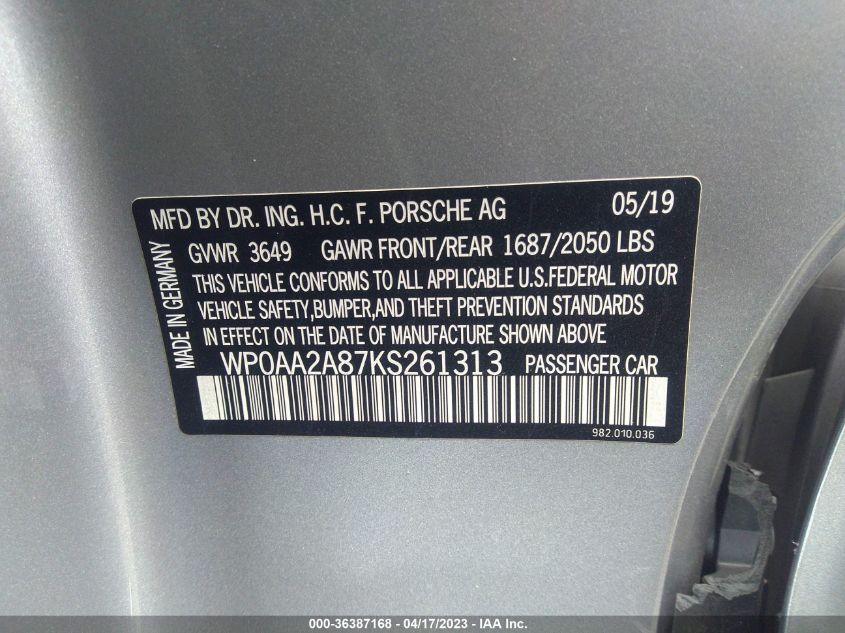 MFD BY DR. ING. H.C. F. PORSCHE AG 05/19
GVWR 3649 GAWR FRONT/REAR 1687/2050 LBS
THIS VEHICLE CONFORMS TO ALL APPLICABLE U.S.FEDERAL MOTOR
VEHICLE SAFETY,BUMPER,AND THEFT PREVENTION STANDARDS
IN EFFECT ON THE DATE OF MANUFACTURE SHOWN ABOVE
WP0AA2A87KS261313 PASSENGER CAR
982.010.036
MADE IN GERMANY
000-36387168 - 04/17/2023 - IAA Inc.